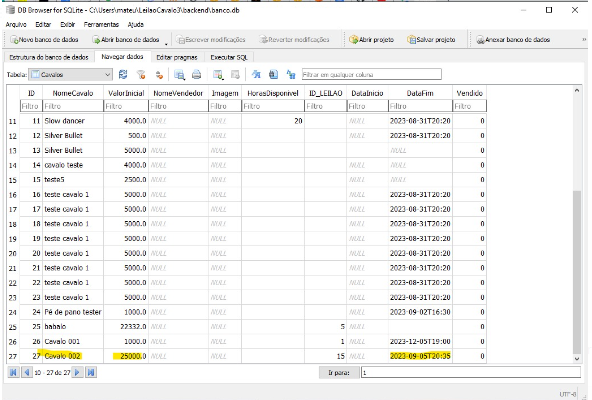 DB Browser for SQLite - C:\Users\mateu\LeilaoCavalo3\backend\banco.db
Arquivo Editar Exibir Ferramentas Ajuda
Novo banco de dados Abrir banco de dados Escrever modificações Reverter modificações Abrir projeto Salvar projeto Anexar banco de dados »
Estrutura do banco de dados Navegar dados Editar pragmas Executar SQL
Tabela: Cavalos Filtrar em qualquer coluna
ID NomeCavalo ValorInicial NomeVendedor Imagem HorasDisponivel ID_LEILAO DataInicio DataFim Vendido
Filtro Filtro Filtro Filtro Filtro Filtro Filtro Filtro Filtro Filtro
11 11 Slow dancer 4000.0 NULL NULL 20 NULL 2023-08-31T20:20 0
12 12 Silver Bullet 500.0 NULL NULL NULL 2023-08-31T20:20 0
13 13 Silver Bullet 5000.0 NULL NULL NULL 0
14 14 cavalo teste 4000.0 NULL NULL NULL NULL 0
15 15 teste5 2500.0 NULL NULL NULL NULL 0
16 16 teste cavalo 1 5000.0 NULL NULL NULL 2023-08-31T20:20 0
17 17 teste cavalo 1 5000.0 NULL NULL NULL 2023-08-31T20:20 0
18 18 teste cavalo 1 5000.0 NULL NULL NULL 2023-08-31T20:20 0
19 19 teste cavalo 1 5000.0 NULL NULL NULL 2023-08-31T20:20 0
20 20 teste cavalo 1 5000.0 NULL NULL NULL 2023-08-31T20:20 0
21 21 teste cavalo 1 5000.0 NULL NULL NULL 2023-08-31T20:20 0
22 22 teste cavalo 1 5000.0 NULL NULL NULL 2023-08-31T20:20 0
23 23 teste cavalo 1 5000.0 NULL NULL NULL 2023-08-31T20:20 0
24 24 Pé de pano tester 1000.0 NULL NULL NULL 2023-09-02T16:30 0
25 25 babalo 22332.0 NULL NULL 5 NULL 0
26 26 Cavalo 001 1000.0 NULL NULL 1 NULL 2023-12-05T19:00 0
27 27 Cavalo 002 25000.0 NULL NULL 15 NULL 2023-09-05T20:35 0
10 - 27 de 27 Ir para: 1
UTF-8